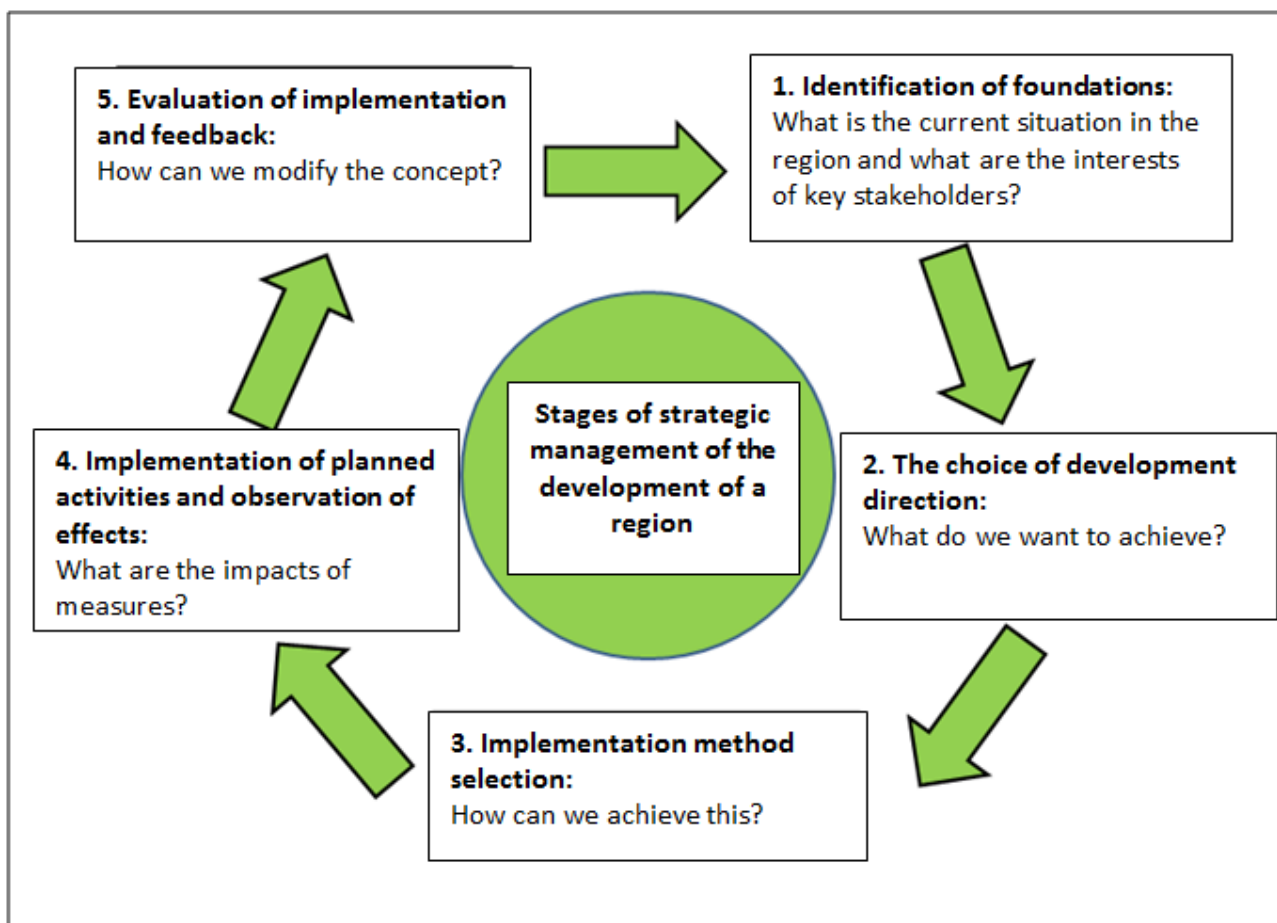 1. Identification of foundations:
What is the current situation in the
region and what are the interests
of key stakeholders?
2. The choice of development
direction:
What do we want to achieve?
3. Implementation method
selection:
How can we achieve this?
4. Implementation of planned
activities and observation of
effects:
What are the impacts of
measures?
5. Evaluation of implementation
and feedback:
How can we modify the concept?
Stages of strategic
management of the
development of a
region